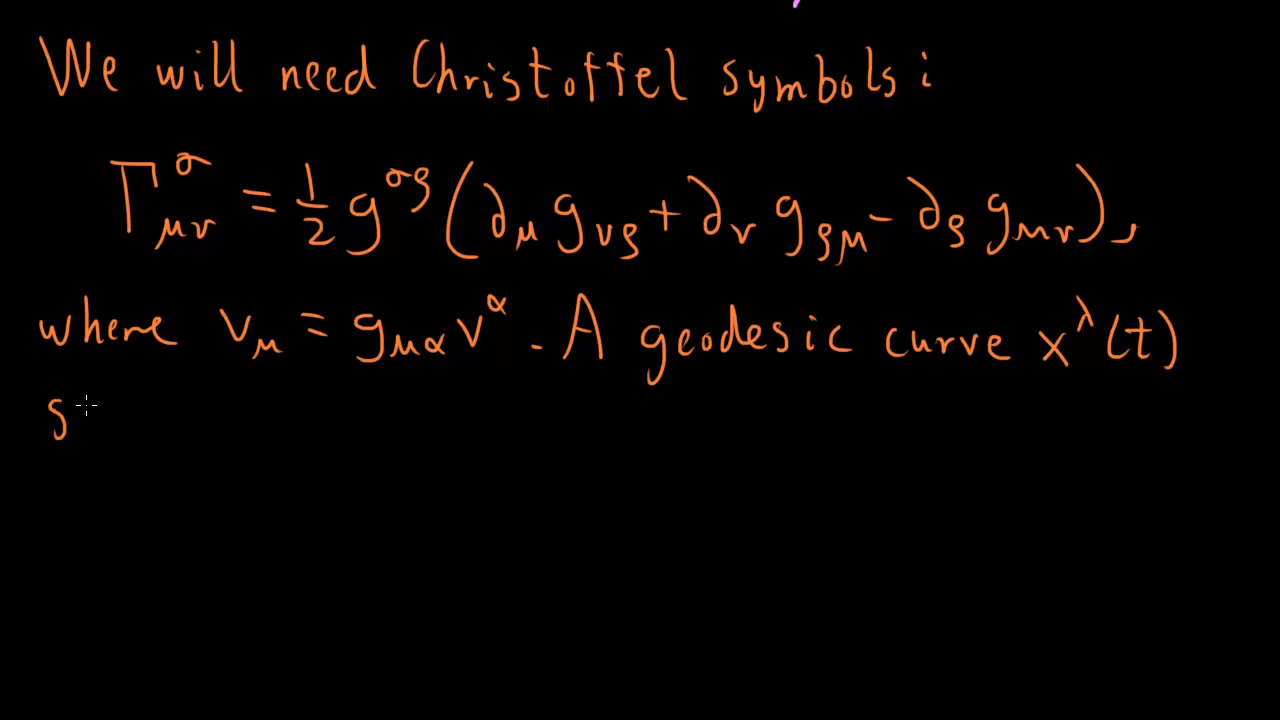 We will need Christoffel symbols:
Γ^σ_μν = 1/2 g^σρ (∂_μ g_νρ + ∂_ν g_ρμ - ∂_ρ g_μν),
where v_μ = g_μα v^α. A geodesic curve x^λ(t)
s